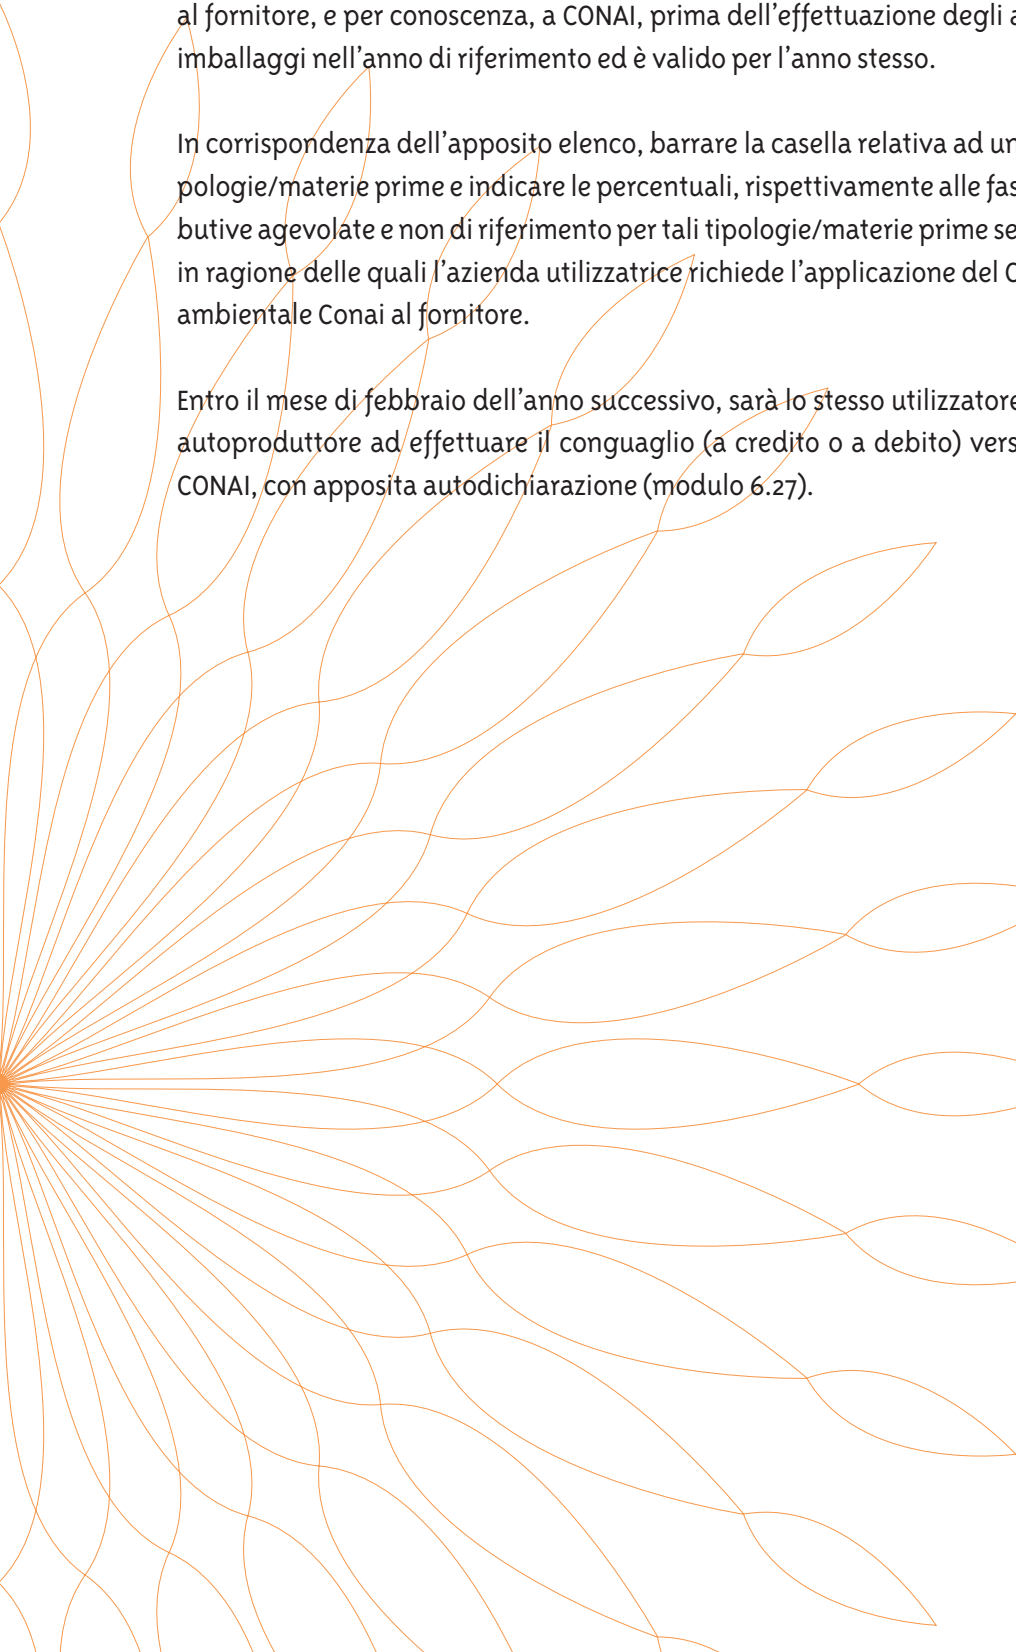 al fornitore, e per conoscenza, a CONAI, prima dell’effettuazione degli
imballaggi nell’anno di riferimento ed è valido per l’anno stesso.
In corrispondenza dell’apposito elenco, barrare la casella relativa ad
pologie/materie prime e indicare le percentuali, rispettivamente alle
butive agevolate e non di riferimento per tali tipologie/materie prime
in ragione delle quali l’azienda utilizzatrice richiede l’applicazione del
ambientale Conai al fornitore.
Entro il mese di febbraio dell’anno successivo, sarà lo stesso utilizzatore
autoproduttore ad effettuare il conguaglio (a credito o a debito)
CONAI, con apposita autodichiarazione (modulo 6.27).